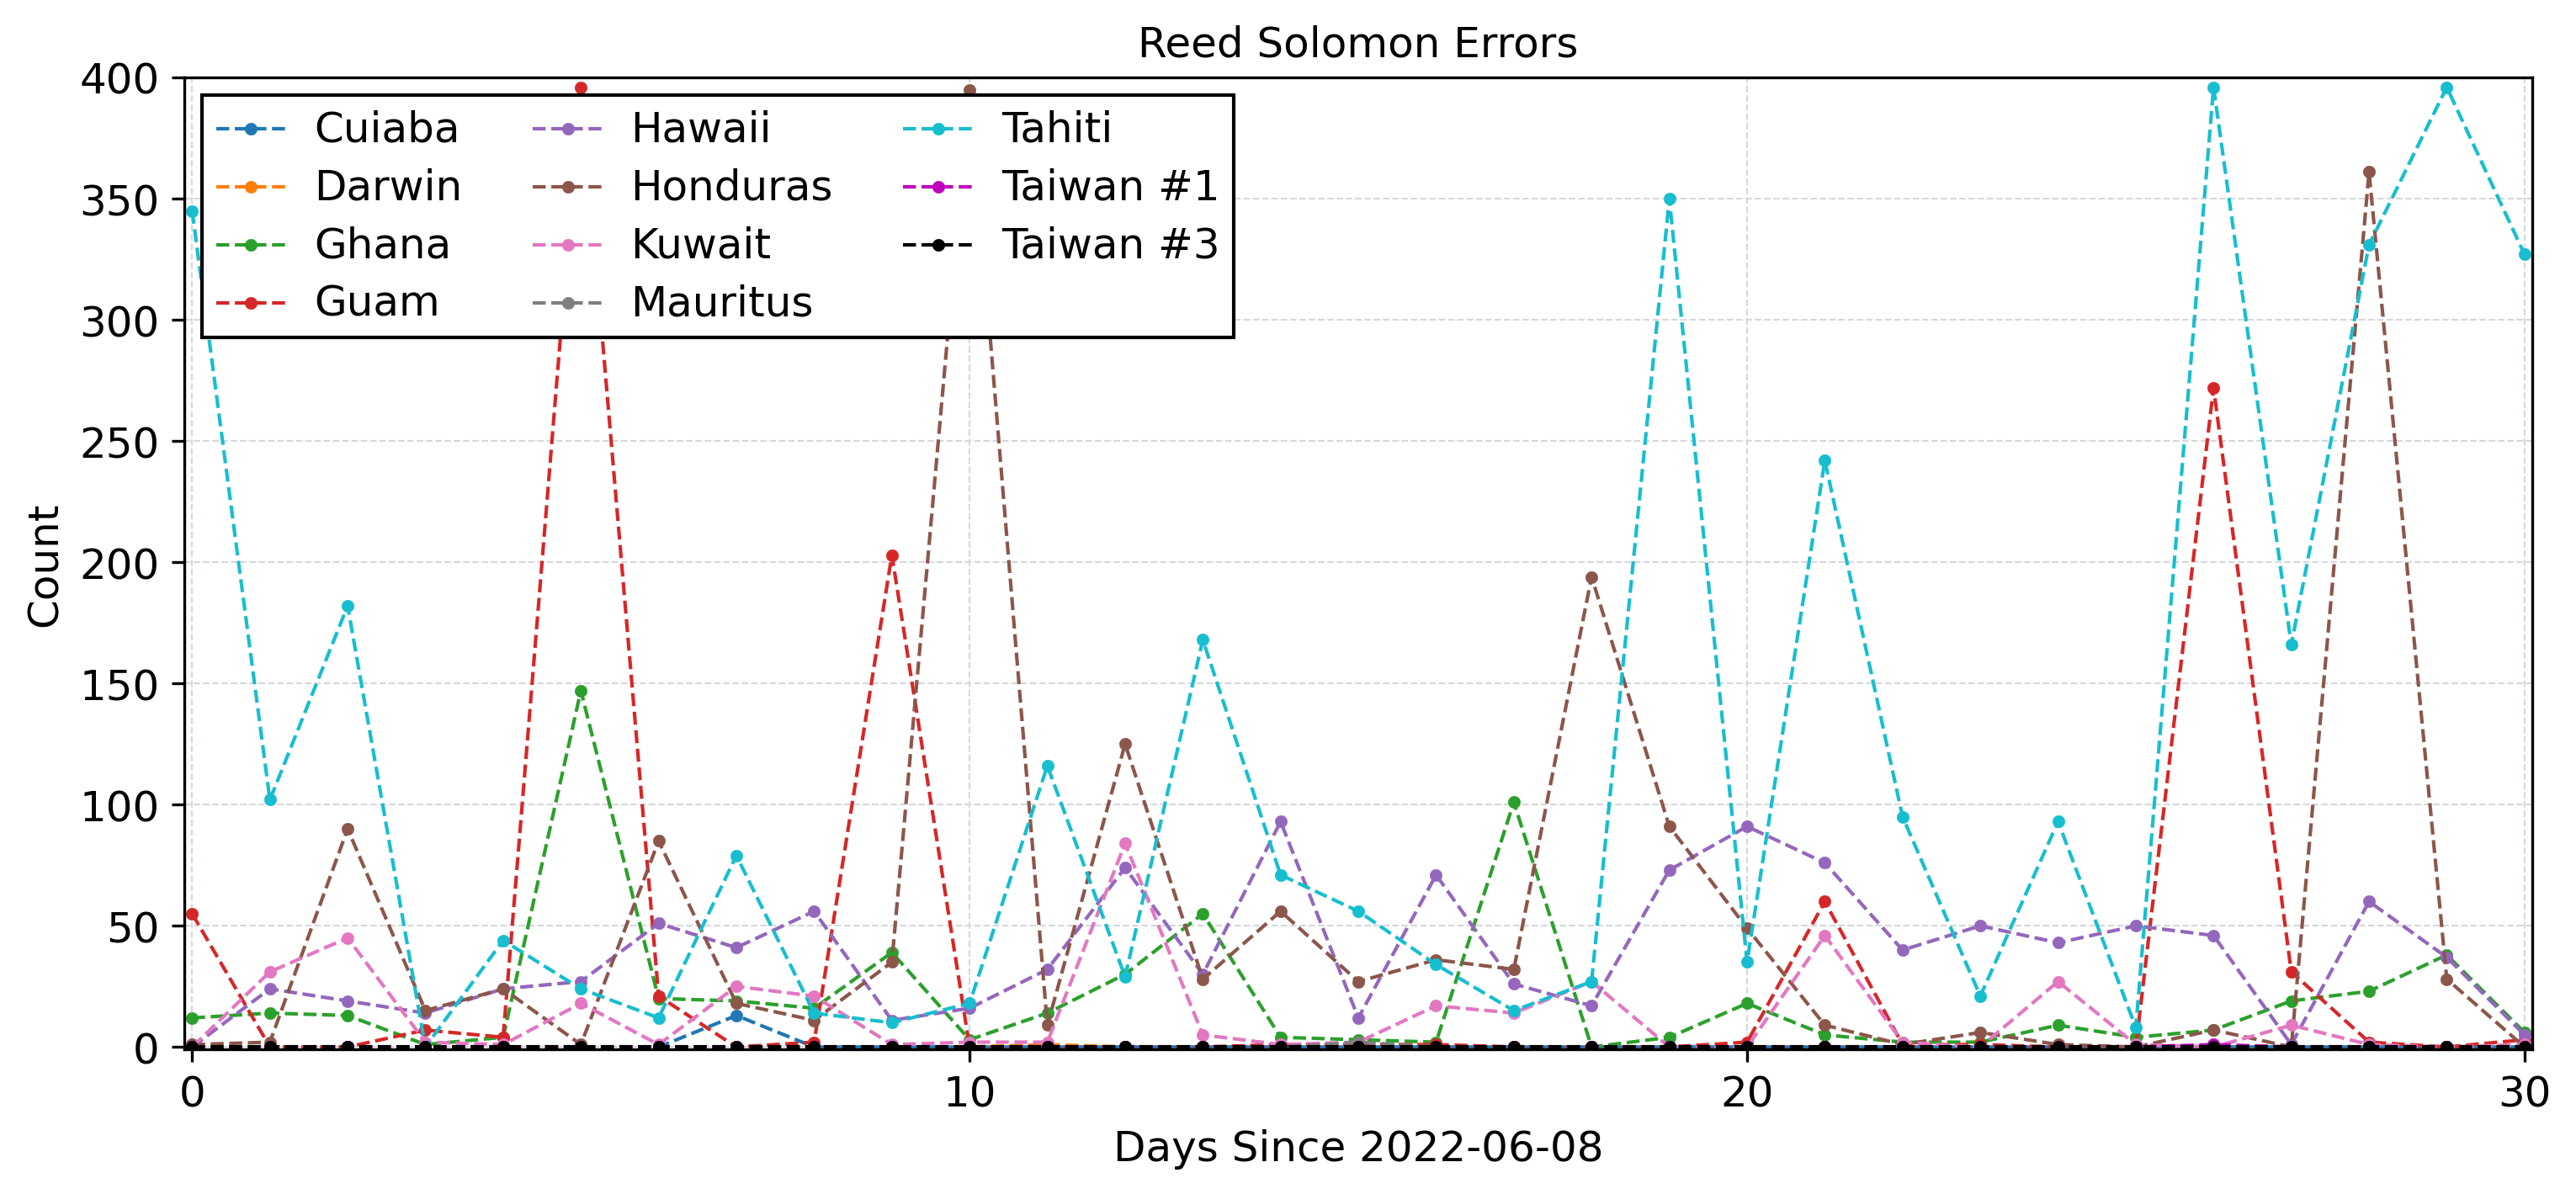 Reed Solomon Errors
400
350
300
250
200
150
100
50
0
Count
Cuiaba
Darwin
Ghana
Guam
Hawaii
Honduras
Kuwait
Mauritus
Tahiti
Taiwan #1
Taiwan #3
0 10 20 30
Days Since 2022-06-08